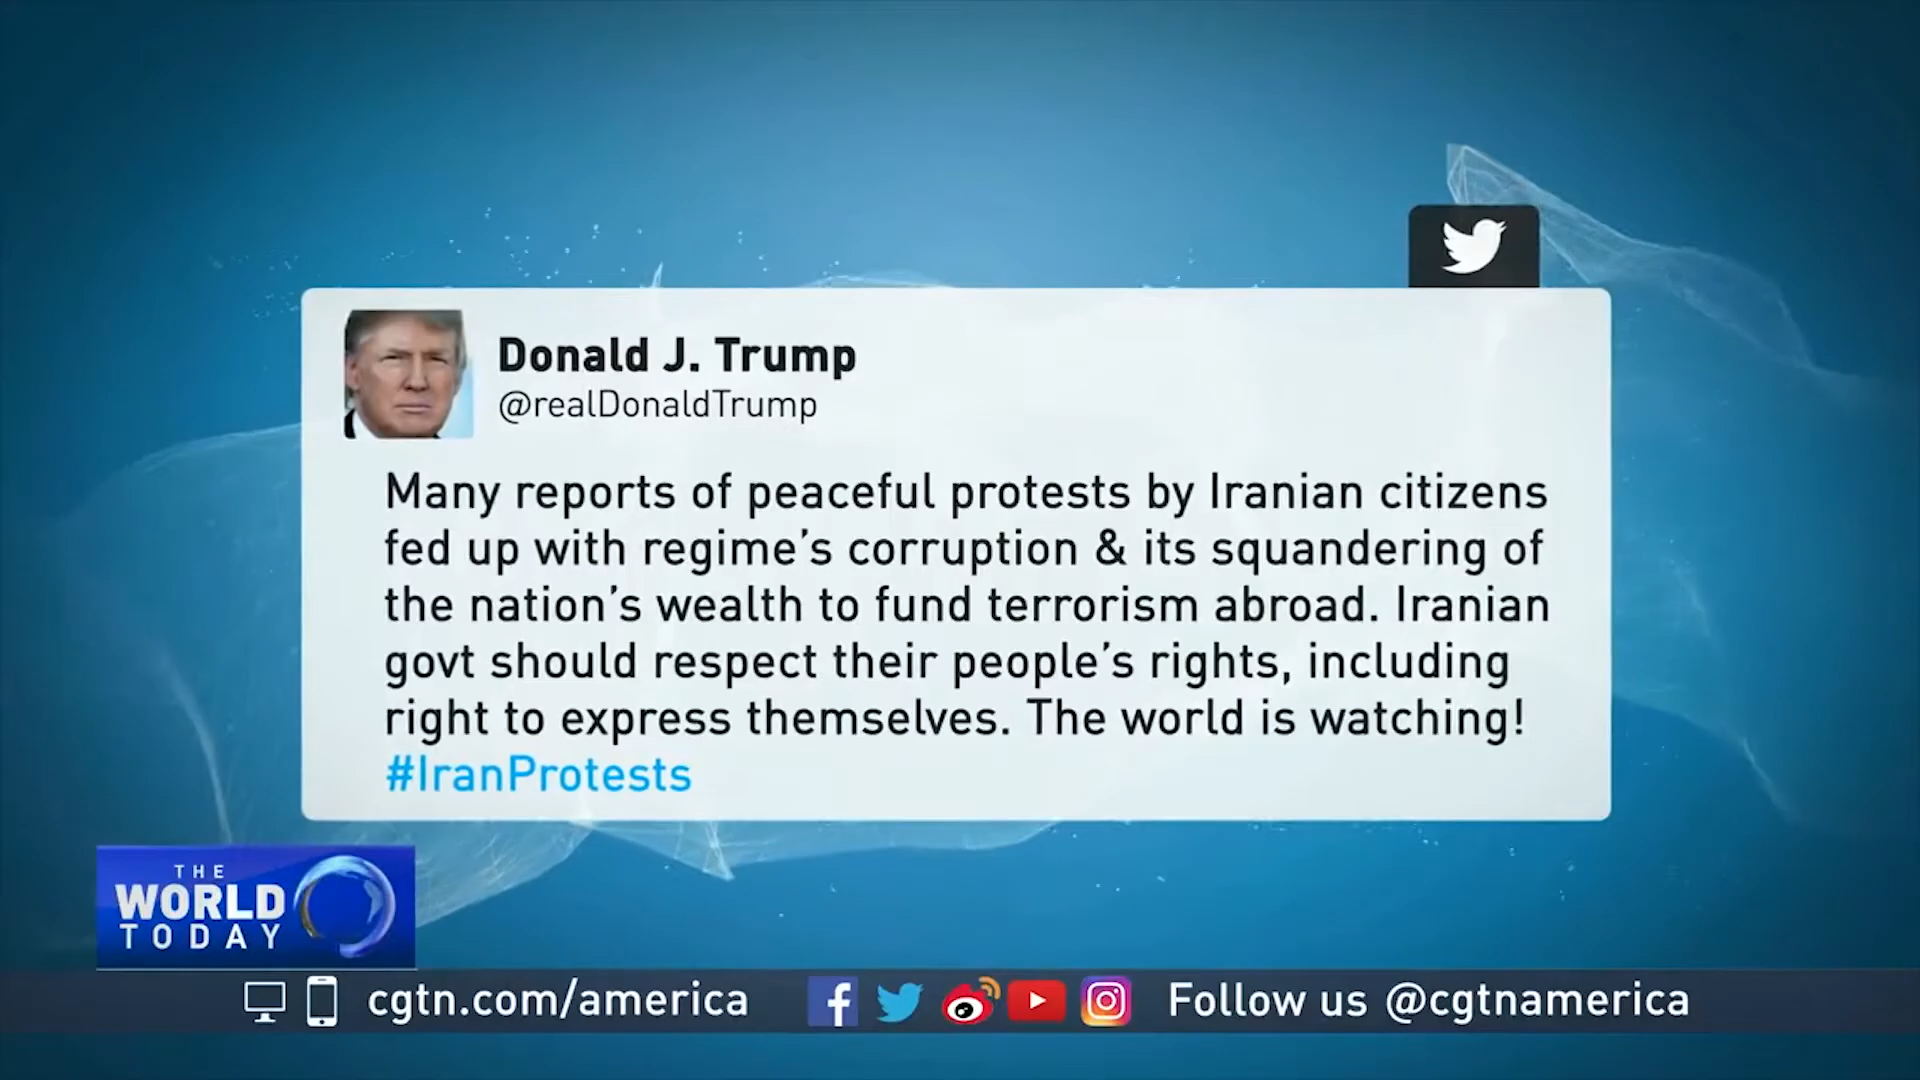 Donald J. Trump
@realDonaldTrump
Many reports of peaceful protests by Iranian citizens
fed up with regime’s corruption & its squandering of
the nation’s wealth to fund terrorism abroad. Iranian
govt should respect their people’s rights, including
right to express themselves. The world is watching!
#IranProtests
THE
WORLD
TODAY
cgtn.com/america
Follow us @cgtnamerica